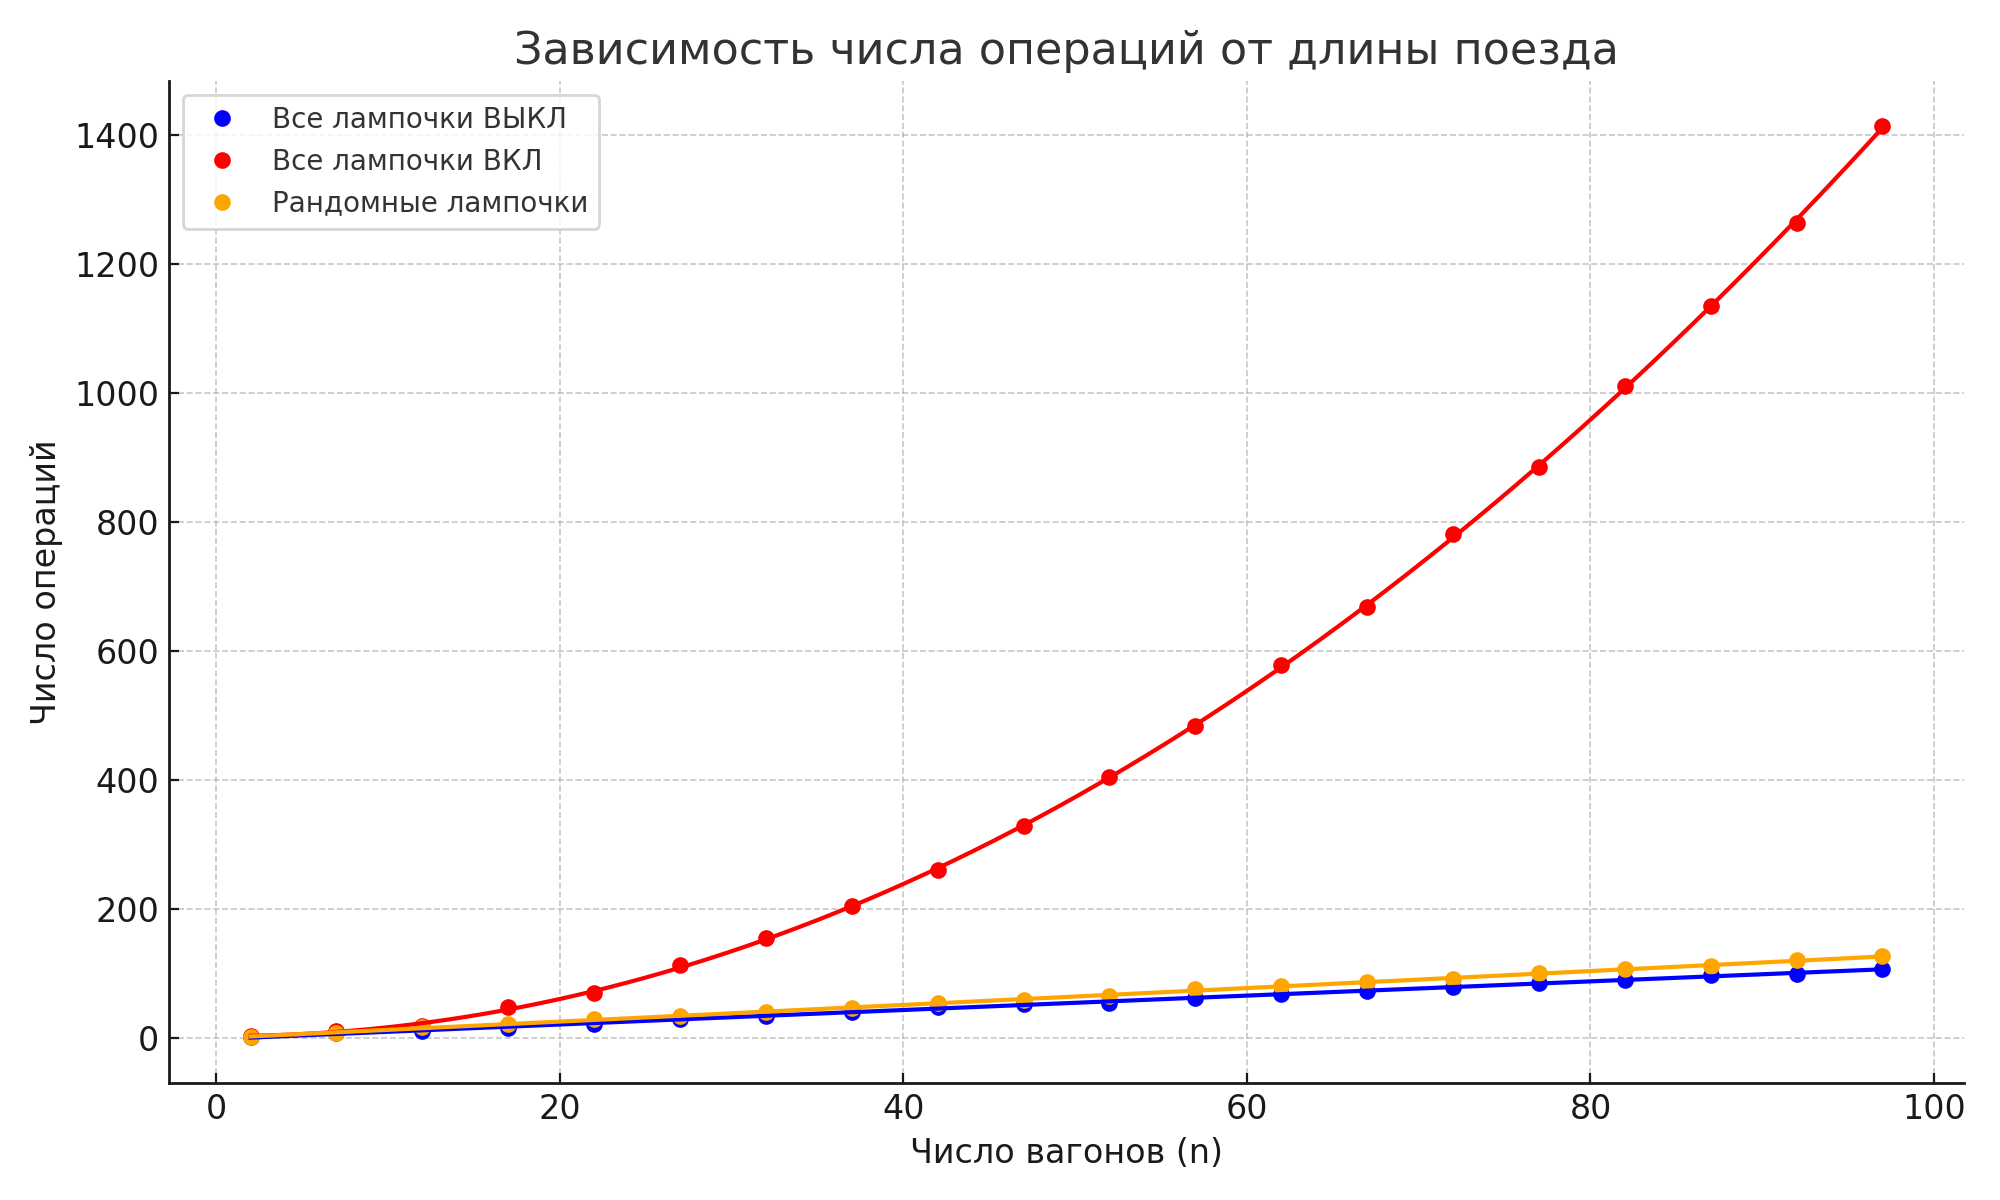 Зависимость числа операций от длины поезда
Все лампочки ВЫКЛ
Все лампочки ВКЛ
Рандомные лампочки
1400
1200
1000
800
600
400
200
0
Число операций
0 20 40 60 80 100
Число вагонов (n)